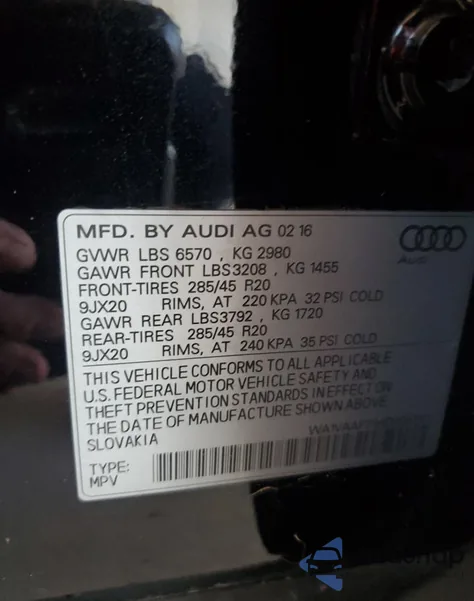 MFD. BY AUDI AG 02 16
GVWR LBS 6570 , KG 2980
GAWR FRONT LBS3208 , KG 1455
FRONT-TIRES 285/45 R20
9JX20 RIMS, AT 220 KPA 32 PSI COLD
GAWR REAR LBS3792 , KG 1720
REAR-TIRES 285/45 R20
9JX20 RIMS, AT 240 KPA 35 PSI COLD
Audi
THIS VEHICLE CONFORMS TO ALL APPLICABLE
U.S. FEDERAL MOTOR VEHICLE SAFETY AND
THEFT PREVENTION STANDARDS IN EFFECT ON
THE DATE OF MANUFACTURE SHOWN ABOVE
SLOVAKIA
TYPE:
MPV